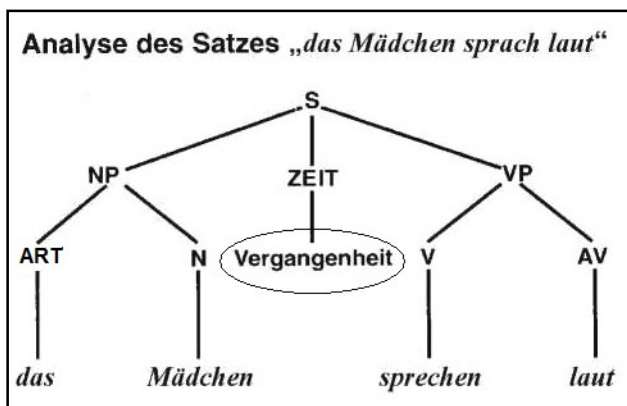 Analyse des Satzes „das Mädchen sprach laut“
S
NP ZEIT VP
ART N Vergangenheit V AV
das Mädchen sprechen laut